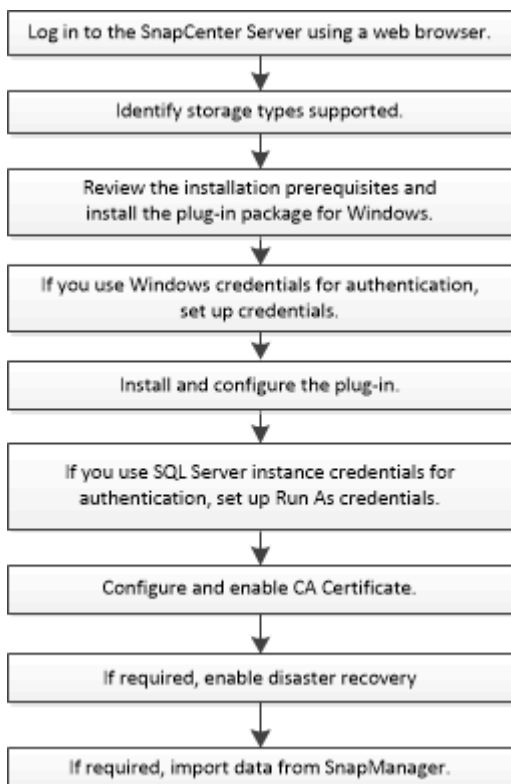 Log in to the SnapCenter Server using a web browser.
Identify storage types supported.
Review the installation prerequisites and
install the plug-in package for Windows.
If you use Windows credentials for authentication,
set up credentials.
Install and configure the plug-in.
If you use SQL Server instance credentials for
authentication, set up Run As credentials.
Configure and enable CA Certificate.
If required, enable disaster recovery
If required, import data from SnapManager.